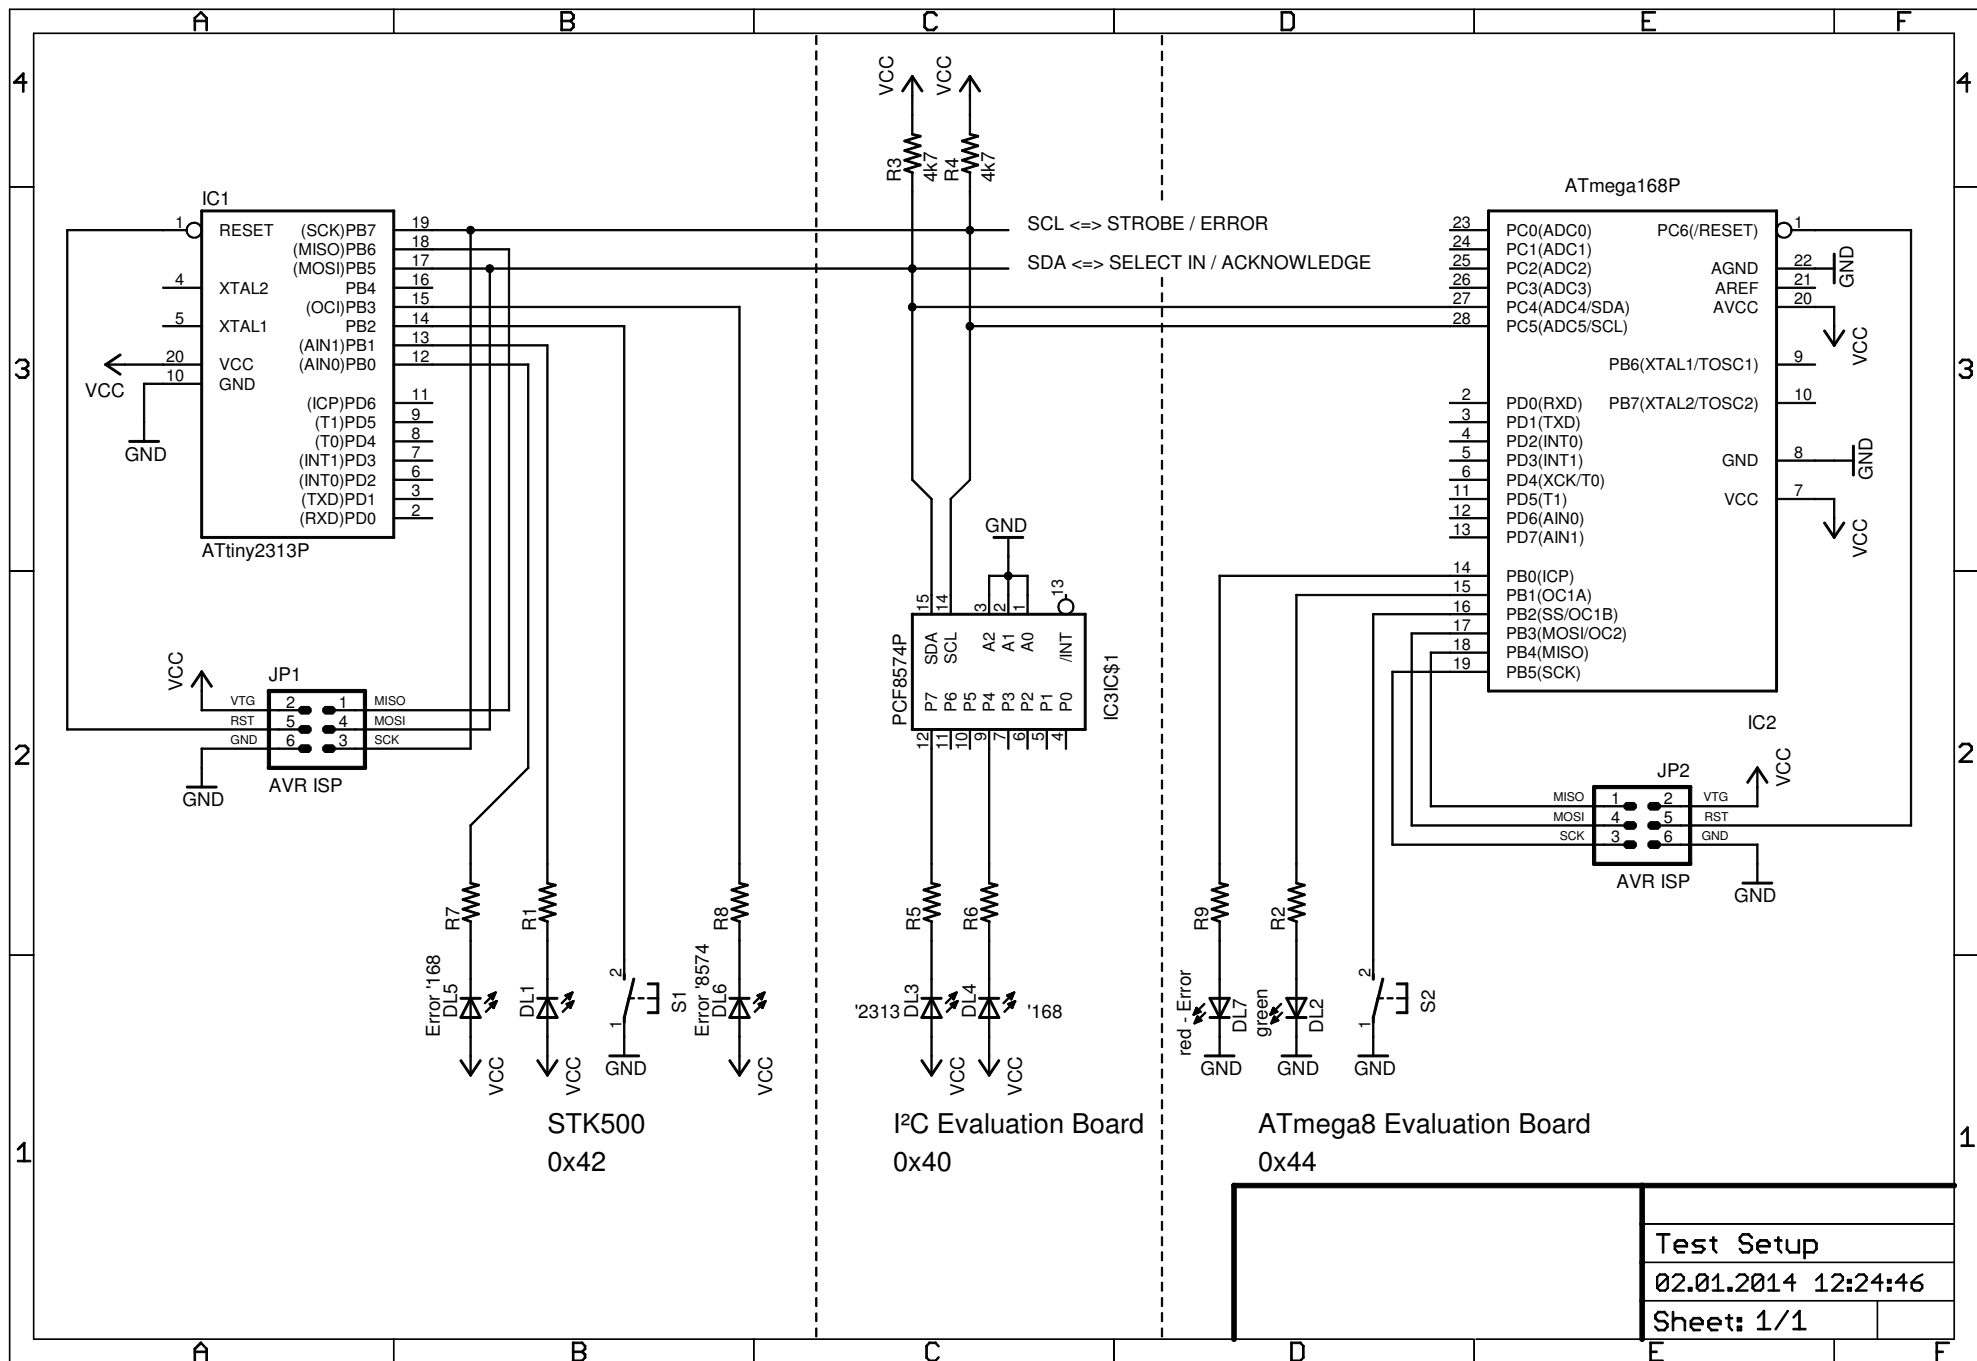 A B C D E F
4 4
3 3
2 2
1 1
A B C D E F
IC1
1 RESET
4 XTAL2
5 XTAL1
20 VCC
10 GND
VCC
GND
(SCK)PB7 19
(MISO)PB6 18
(MOSI)PB5 17
PB4 16
(OCI)PB3 15
PB2 14
(AIN1)PB1 13
(AIN0)PB0 12
(ICP)PD6 11
(T1)PD5 9
(T0)PD4 8
(INT1)PD3 7
(INT0)PD2 6
(TXD)PD1 3
(RXD)PD0 2
ATtiny2313P
VCC
JP1
VTG 2 1 MISO
RST 5 4 MOSI
GND 6 3 SCK
AVR ISP
GND
R7
R1
R8
Error '168
DL5
DL1
2
1
S1
Error '8574
DL6
VCC
VCC
GND
VCC
STK500
0x42
VCC
VCC
R3
4k7
R4
4k7
SCL <=> STROBE / ERROR
SDA <=> SELECT IN / ACKNOWLEDGE
GND
15 14 3 2 1 13
SDA SCL A2 A1 A0 /INT
PCF8574P
IC3IC$1
P7 P6 P5 P4 P3 P2 P1 P0
12 11 10 9 7 6 5 4
R5
R6
'2313
DL3
DL4
'168
VCC
VCC
I²C Evaluation Board
0x40
ATmega168P
23 PC0(ADC0)
24 PC1(ADC1)
25 PC2(ADC2)
26 PC3(ADC3)
27 PC4(ADC4/SDA)
28 PC5(ADC5/SCL)
2 PD0(RXD)
3 PD1(TXD)
4 PD2(INT0)
5 PD3(INT1)
6 PD4(XCK/T0)
11 PD5(T1)
12 PD6(AIN0)
13 PD7(AIN1)
14 PB0(ICP)
15 PB1(OC1A)
16 PB2(SS/OC1B)
17 PB3(MOSI/OC2)
18 PB4(MISO)
19 PB5(SCK)
PC6(/RESET) 1
AGND 22
GND
AREF 21
AVCC 20
VCC
PB6(XTAL1/TOSC1) 9
PB7(XTAL2/TOSC2) 10
GND 8
GND
VCC 7
VCC
IC2
JP2
VCC
MISO 1 2 VTG
MOSI 4 5 RST
SCK 3 6 GND
AVR ISP
GND
R9
R2
red - Error
DL7
green
DL2
2
1
S2
GND
GND
GND
ATmega8 Evaluation Board
0x44
Test Setup
02.01.2014 12:24:46
Sheet: 1/1